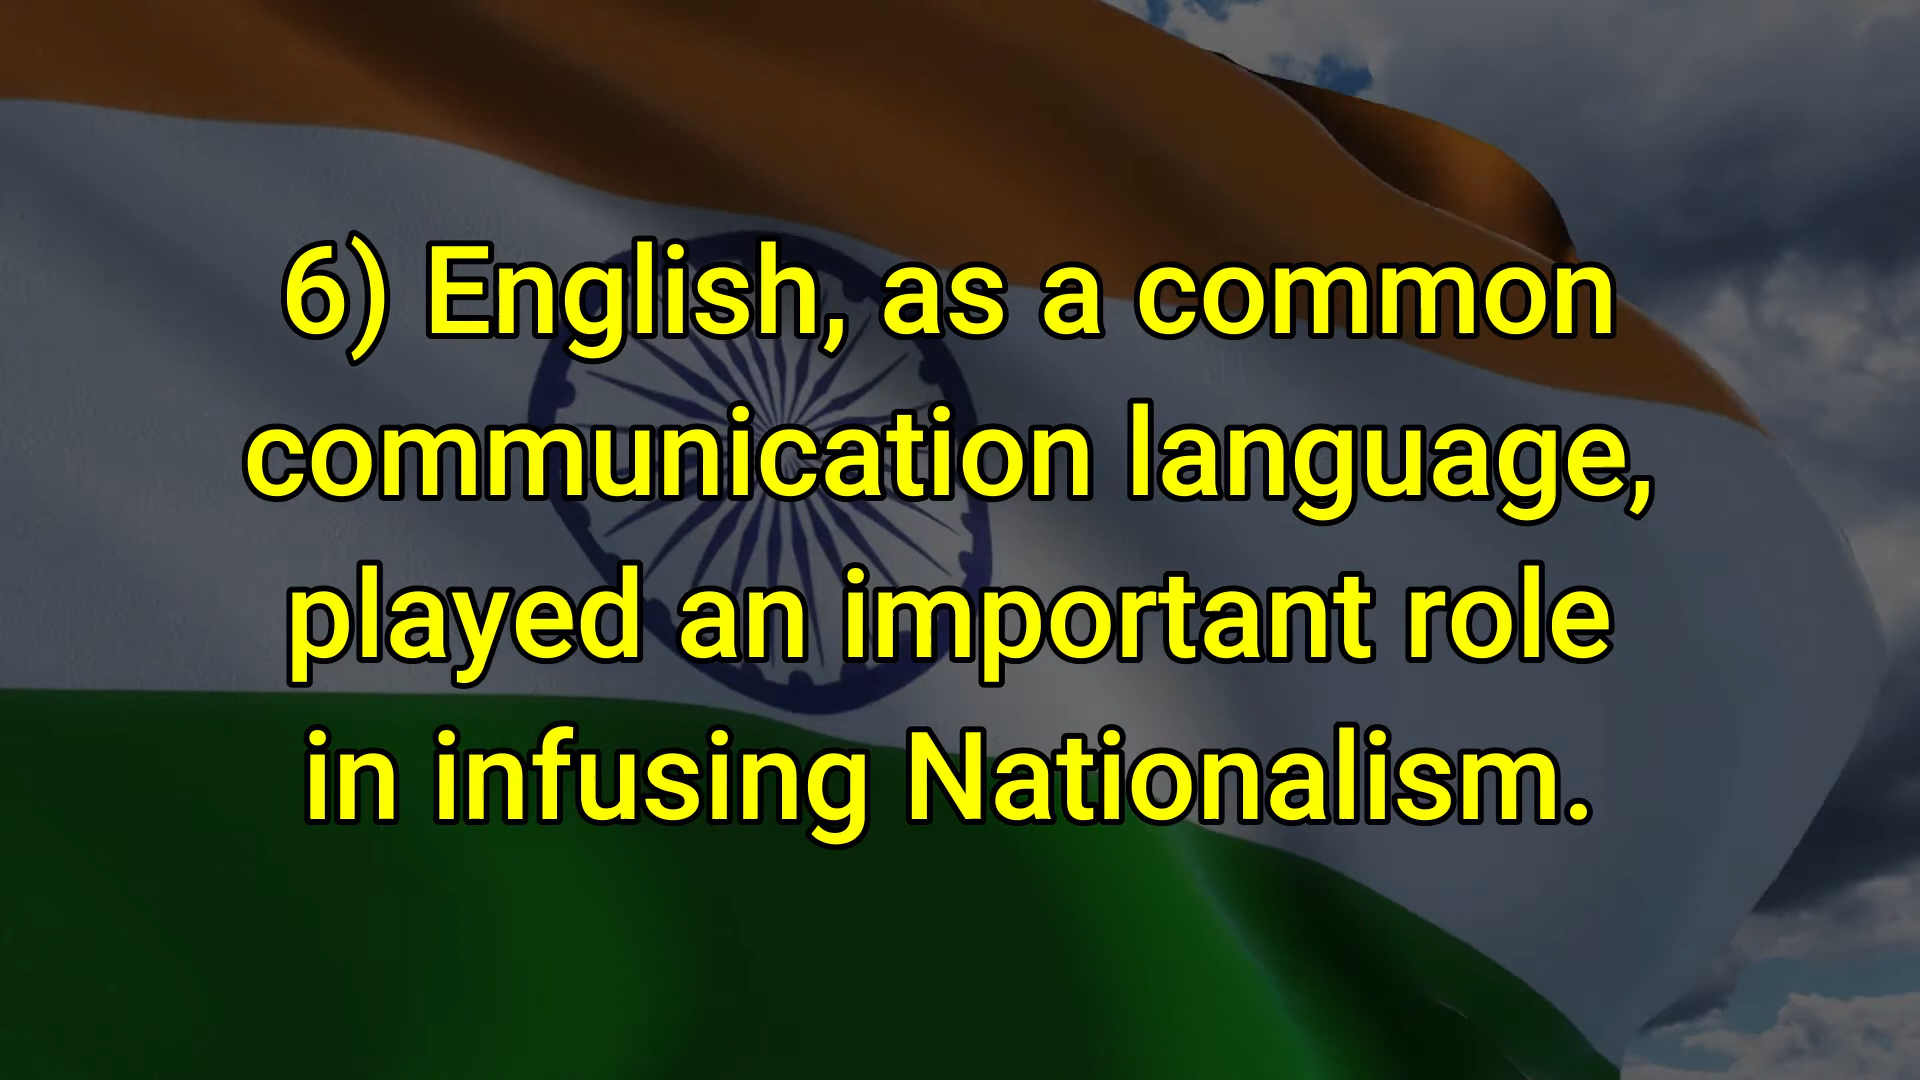 6) English, as a common
communication language,
played an important role
in infusing Nationalism.